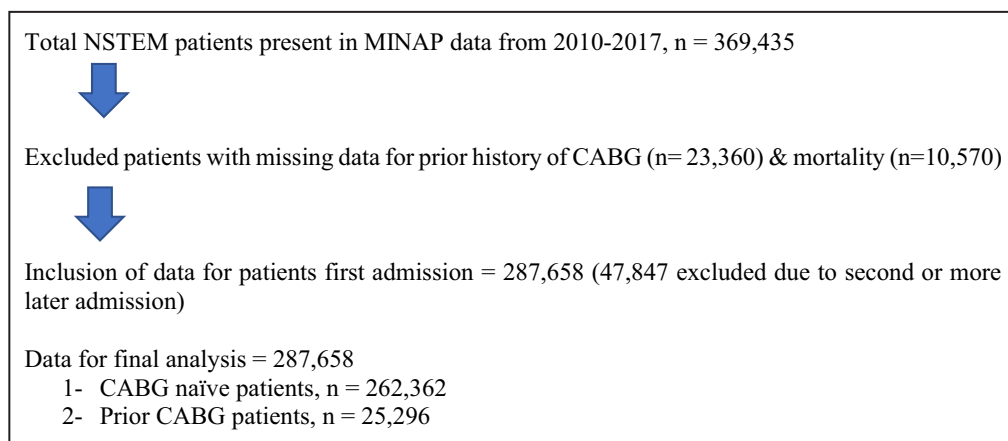 Total NSTEM patients present in MINAP data from 2010-2017, n = 369,435
Excluded patients with missing data for prior history of CABG (n= 23,360) & mortality (n=10,570)
Inclusion of data for patients first admission = 287,658 (47,847 excluded due to second or more
later admission)
Data for final analysis = 287,658
1- CABG naïve patients, n = 262,362
2- Prior CABG patients, n = 25,296